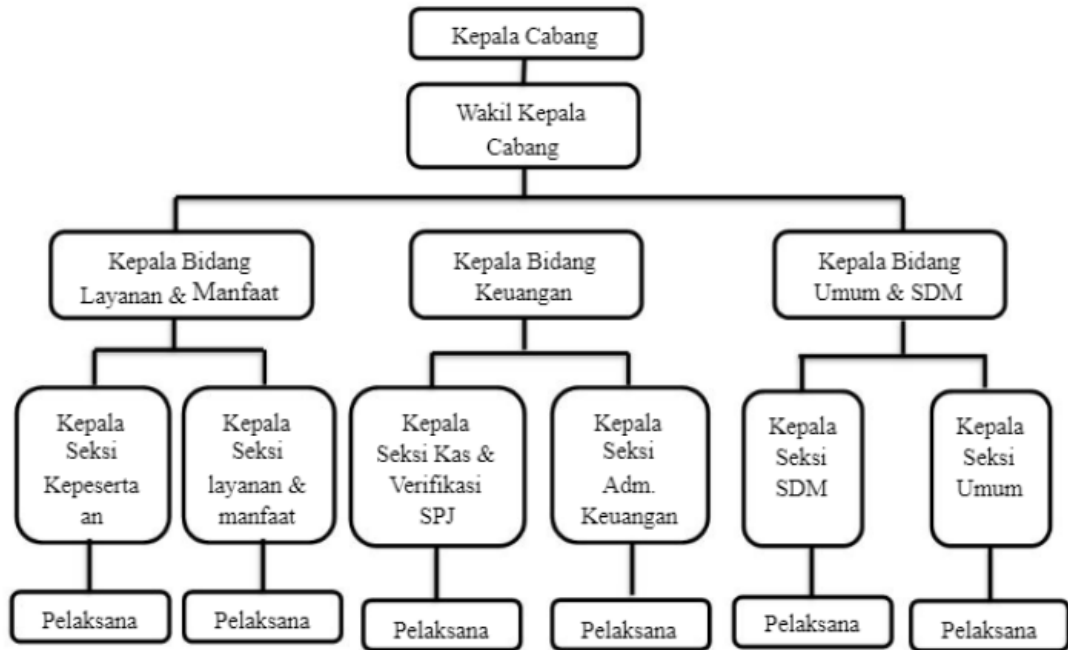 Kepala Cabang
Wakil Kepala
Cabang
Kepala Bidang
Layanan & Manfaat
Kepala Bidang
Keuangan
Kepala Bidang
Umum & SDM
Kepala
Seksi
Kepeserta
an
Kepala
Seksi
layanan &
manfaat
Kepala
Seksi Kas &
Verifikasi
SPJ
Kepala
Seksi
Adm.
Keuangan
Kepala
Seksi
SDM
Kepala
Seksi
Umum
Pelaksana
Pelaksana
Pelaksana
Pelaksana
Pelaksana
Pelaksana